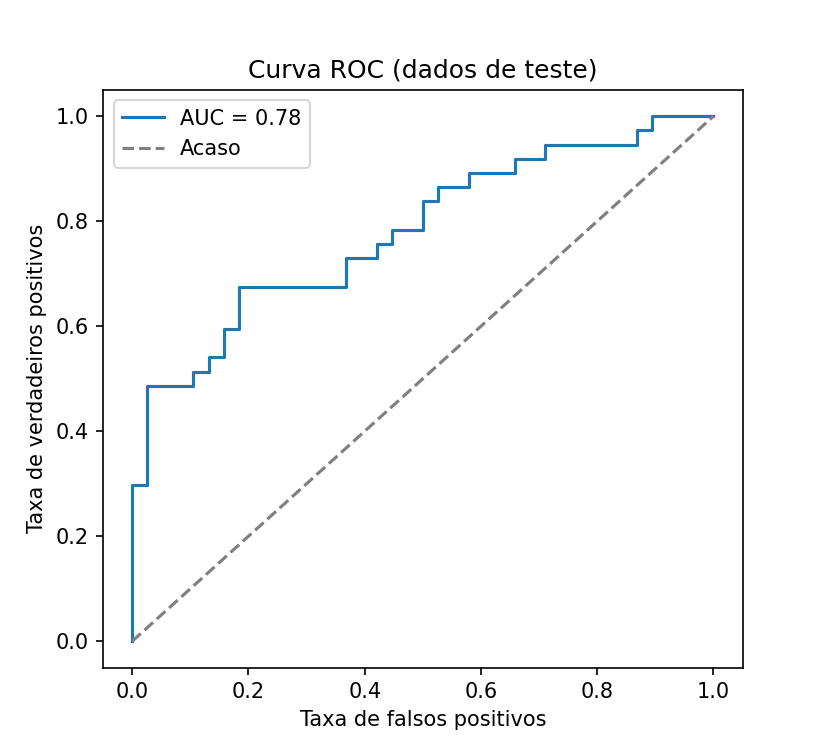 Curva ROC (dados de teste)
AUC = 0.78
Acaso
Taxa de verdadeiros positivos
1.0
0.8
0.6
0.4
0.2
0.0
0.0 0.2 0.4 0.6 0.8 1.0
Taxa de falsos positivos